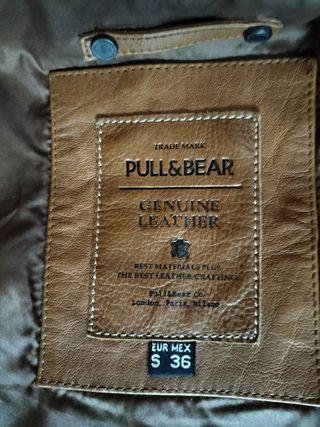 TRADE MARK
PULL&BEAR
GENUINE
LEATHER
BEST MATERIALS PLUS
THE BEST LEATHER CRAFTING
Pull&Bear Co.
London, Paris, Milano
EUR MEX
S 36